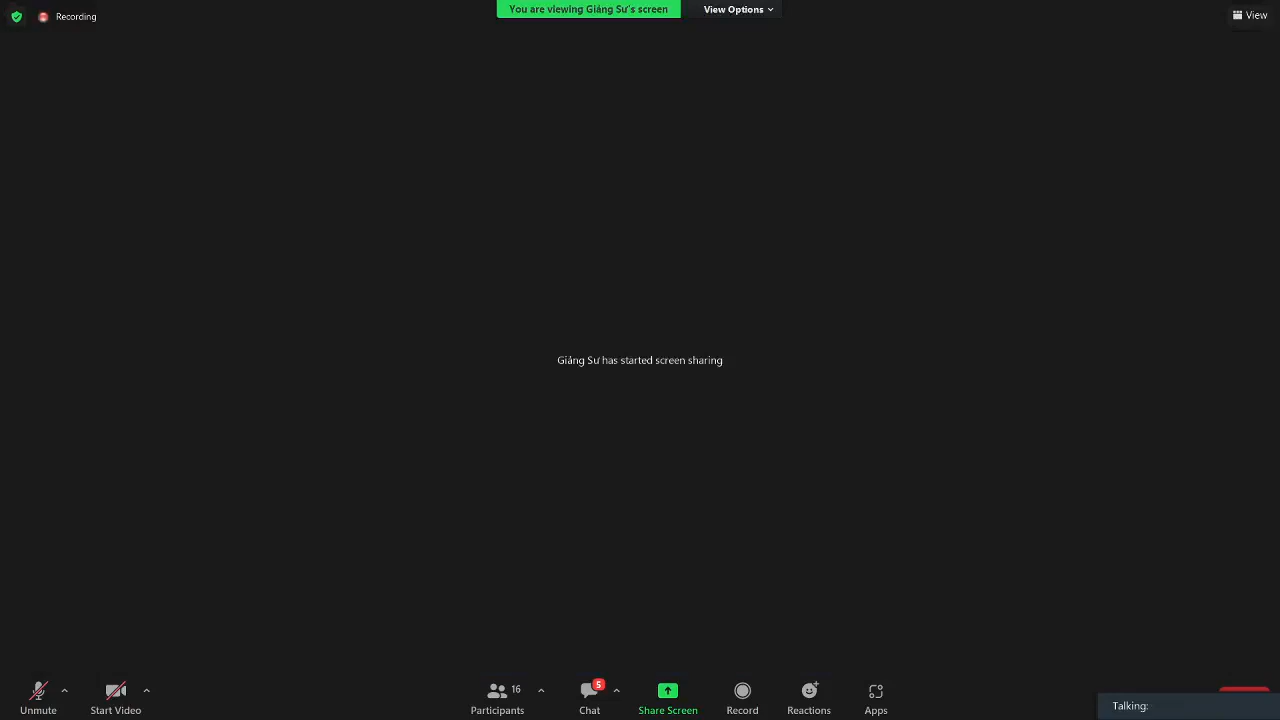 Recording
You are viewing Giảng Sư's screen
View Options
View
Giảng Sư has started screen sharing
Unmute
Start Video
16
Participants
5
Chat
Share Screen
Record
Reactions
Apps
Talking: